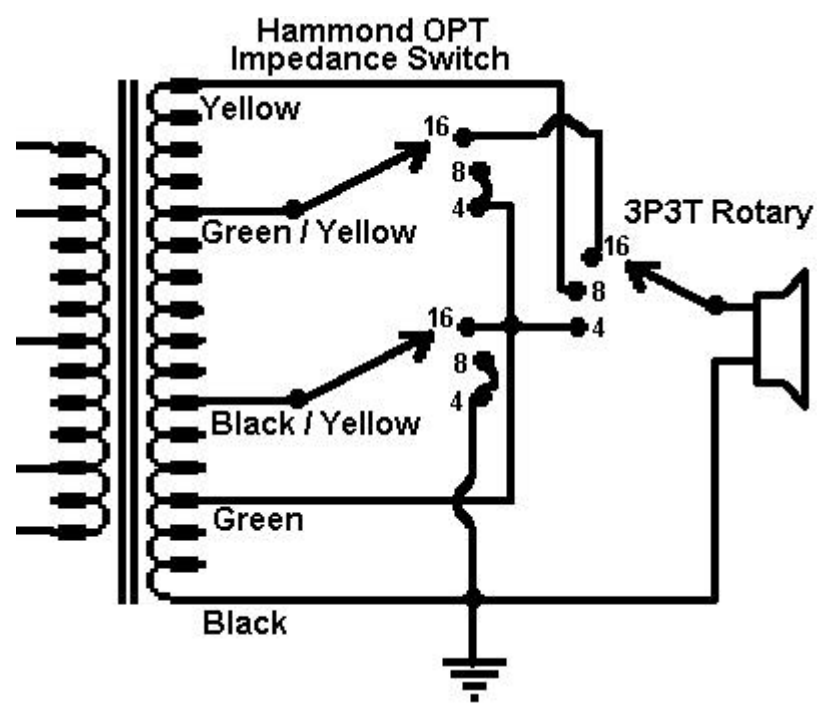 Hammond OPT
Impedance Switch
Yellow
16
8
4
Green / Yellow
3P3T Rotary
16
8
4
16
8
4
Black / Yellow
Green
Black